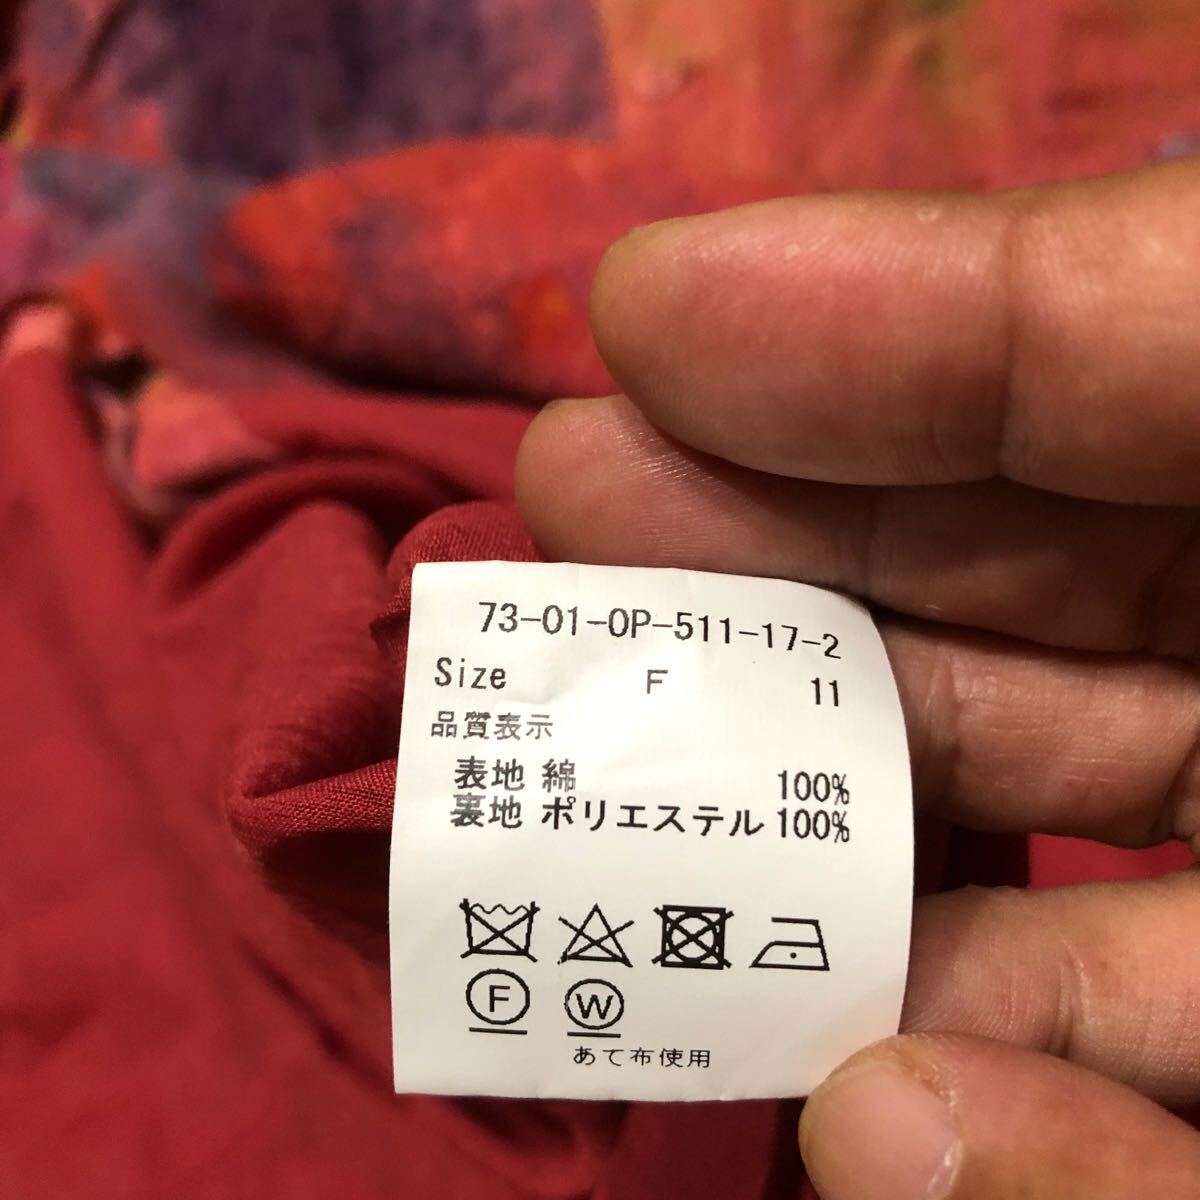 73-01-OP-511-17-2
Size F 11
品質表示
表地 綿 100%
裏地 ポリエステル 100%
F W
あて布使用